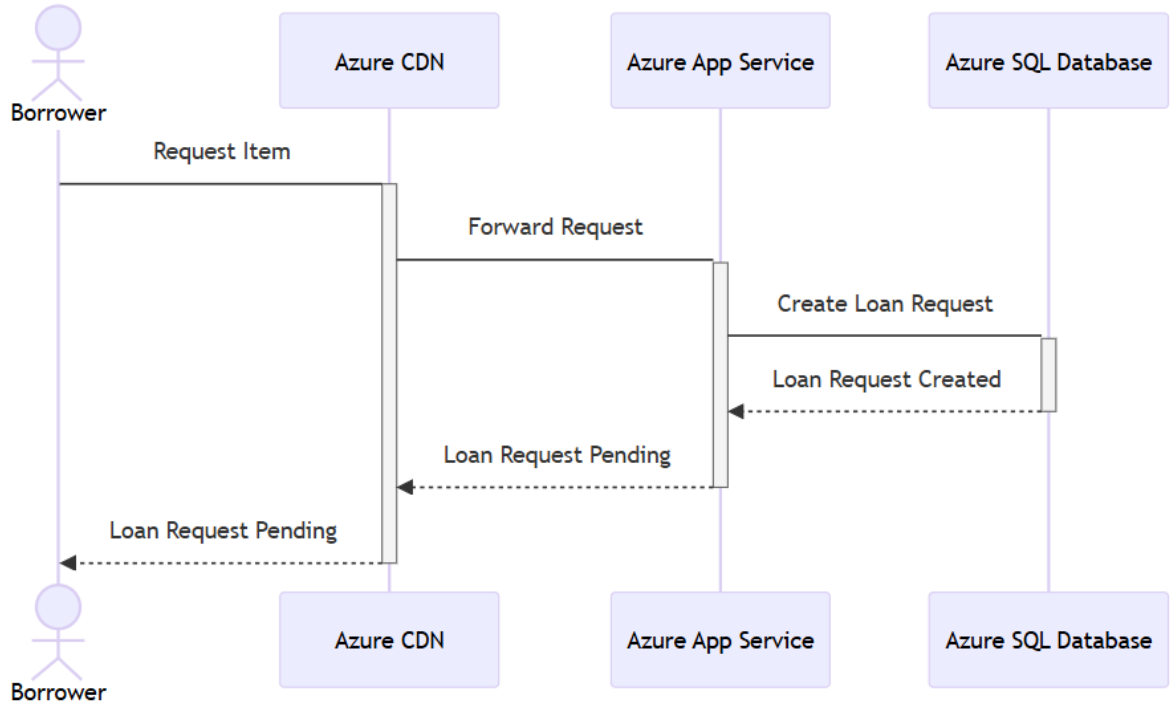 Azure CDN
Azure App Service
Azure SQL Database
Borrower
Request Item
Forward Request
Create Loan Request
Loan Request Created
Loan Request Pending
Loan Request Pending
Azure CDN
Azure App Service
Azure SQL Database
Borrower